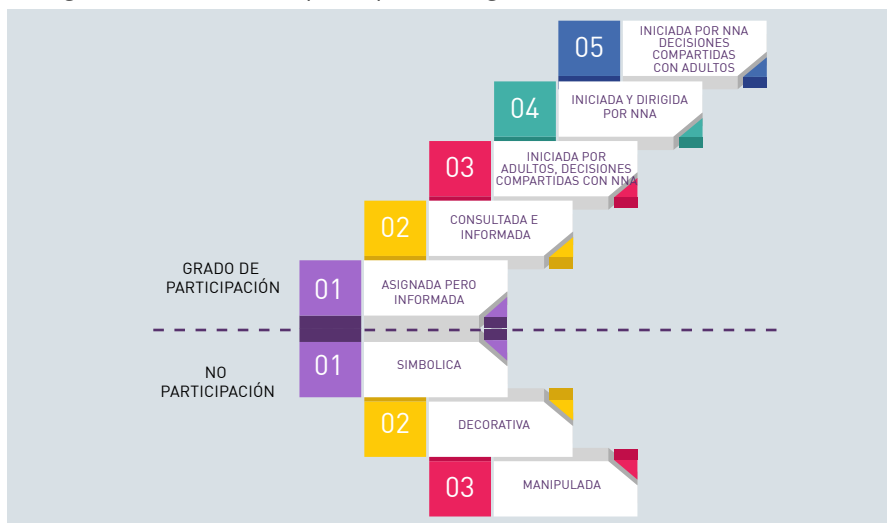 05
INICIADA POR NNA
DECISIONES
COMPARTIDAS
CON ADULTOS
04
INICIADA Y DIRIGIDA
POR NNA
03
INICIADA POR
ADULTOS, DECISIONES
COMPARTIDAS CON NNA
02
CONSULTADA E
INFORMADA
GRADO DE
PARTICIPACIÓN
01
ASIGNADA PERO
INFORMADA
NO
PARTICIPACIÓN
01
SIMBOLICA
02
DECORATIVA
03
MANIPULADA